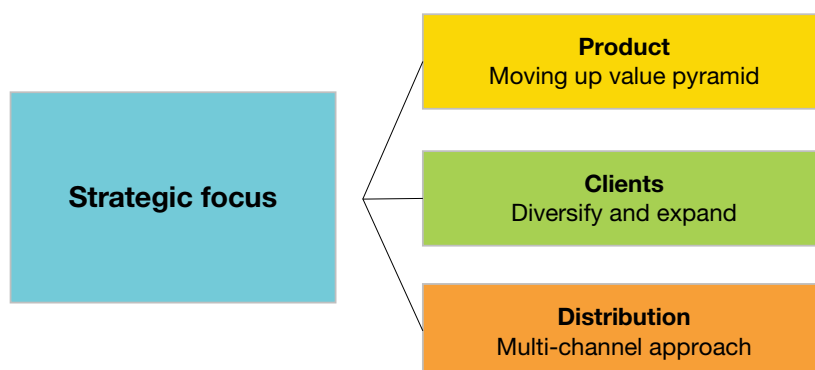 Strategic focus
Product
Moving up value pyramid
Clients
Diversify and expand
Distribution
Multi-channel approach